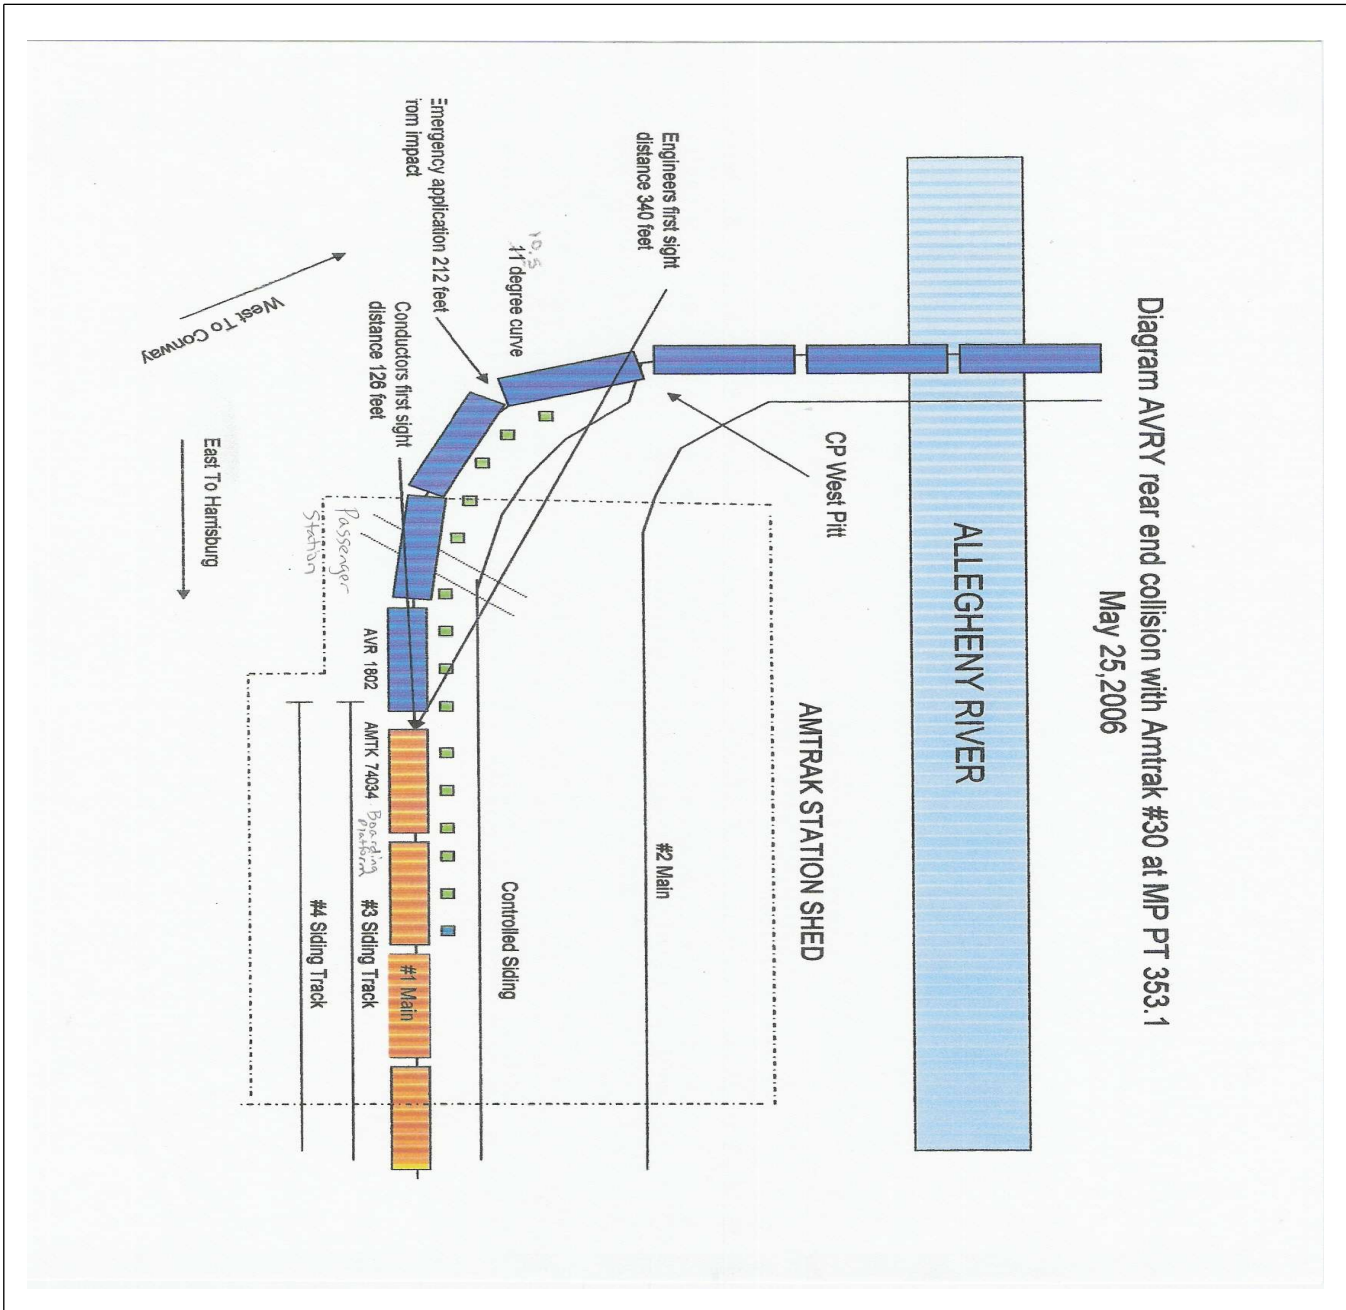 Diagram AVRY rear end collision with Amtrak #30 at MP PT 353.1
May 25,2006
ALLEGHENY RIVER
CP West Pitt
AMTRAK STATION SHED
Engineers first sight
distance 340 feet
#2 Main
10.5
11 degree curve
Controlled Siding
Emergency application 212 feet
rom impact
Conductors first sight
distance 126 feet
#1 Main
AVR 1802
AMTK 74034
Boarding
Platform
#3 Siding Track
Passenger
Station
#4 Siding Track
West To Conway
East To Harrisburg